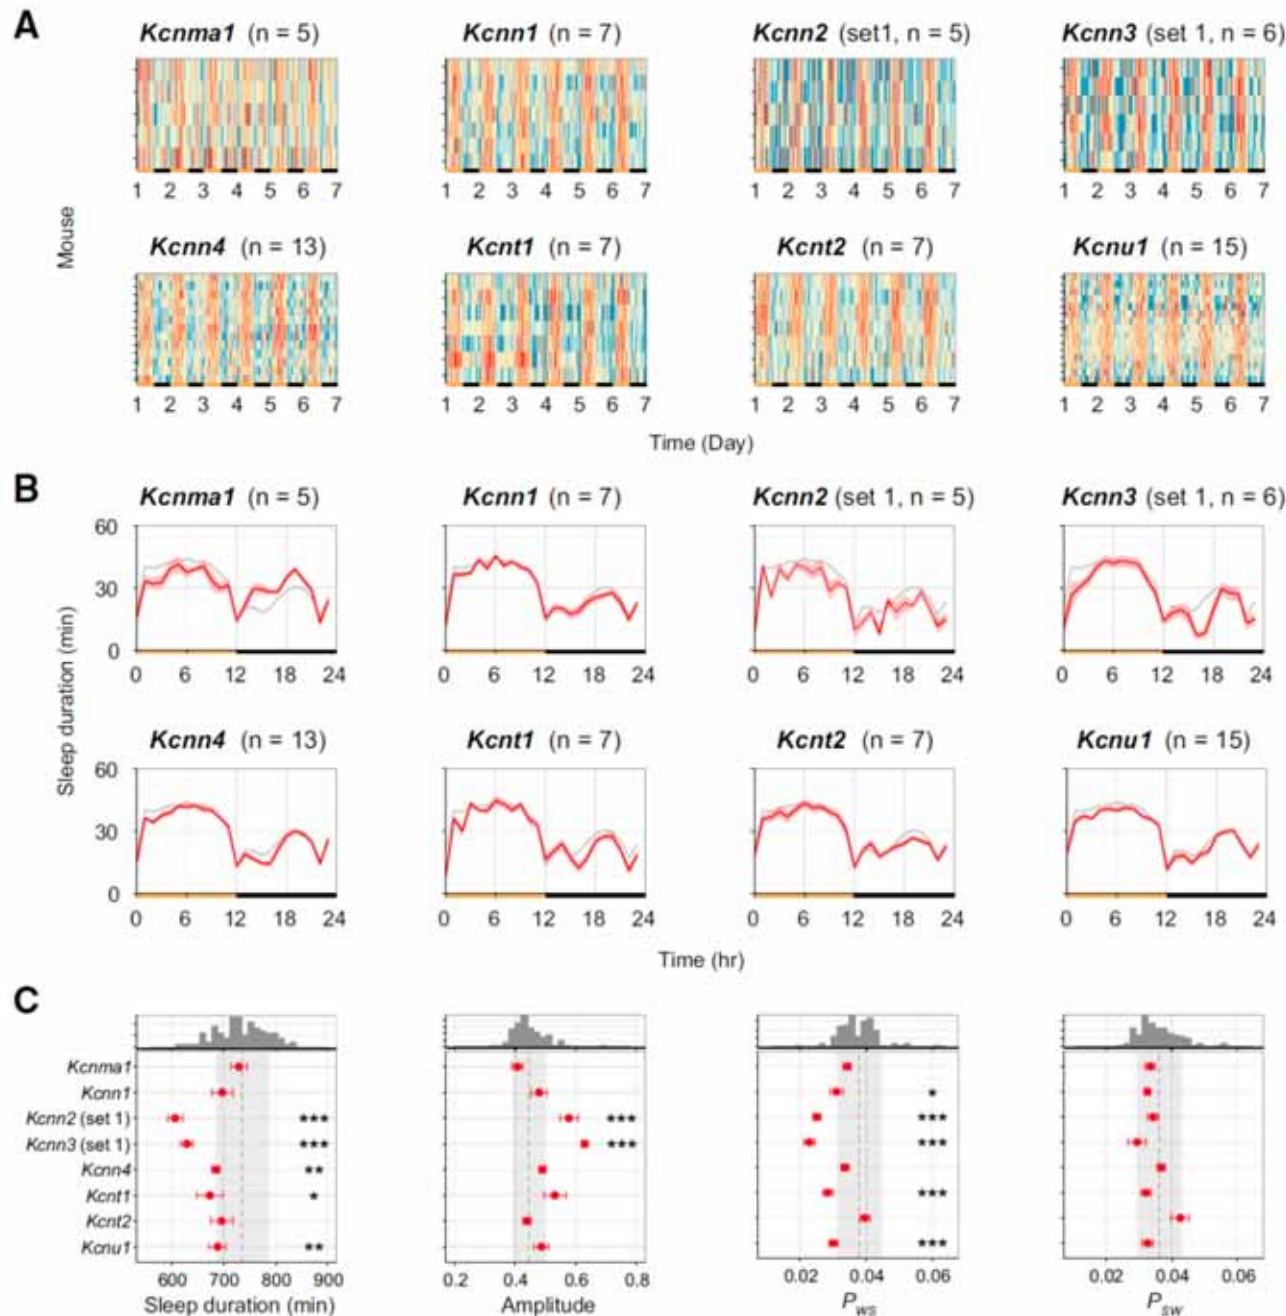 A
Kcnma1 (n = 5) Kcnn1 (n = 7) Kcnn2 (set1, n = 5) Kcnn3 (set 1, n = 6)
1 2 3 4 5 6 7 1 2 3 4 5 6 7 1 2 3 4 5 6 7 1 2 3 4 5 6 7
Mouse
Kcnn4 (n = 13) Kcnt1 (n = 7) Kcnt2 (n = 7) Kcnu1 (n = 15)
1 2 3 4 5 6 7 1 2 3 4 5 6 7 1 2 3 4 5 6 7 1 2 3 4 5 6 7
Time (Day)
B
Kcnma1 (n = 5) Kcnn1 (n = 7) Kcnn2 (set 1, n = 5) Kcnn3 (set 1, n = 6)
60
30
0
0 6 12 18 24 0 6 12 18 24 0 6 12 18 24 0 6 12 18 24
Sleep duration (min)
Kcnn4 (n = 13) Kcnt1 (n = 7) Kcnt2 (n = 7) Kcnu1 (n = 15)
60
30
0
0 6 12 18 24 0 6 12 18 24 0 6 12 18 24 0 6 12 18 24
Time (hr)
C
Kcnma1
Kcnn1 *
Kcnn2 (set 1) *** *** ***
Kcnn3 (set 1) *** *** ***
Kcnn4 **
Kcnt1 * ***
Kcnt2
Kcnu1 ** ***
600 700 800 900 0.2 0.4 0.6 0.8 0.02 0.04 0.06 0.02 0.04 0.06
Sleep duration (min) Amplitude Pws Psw